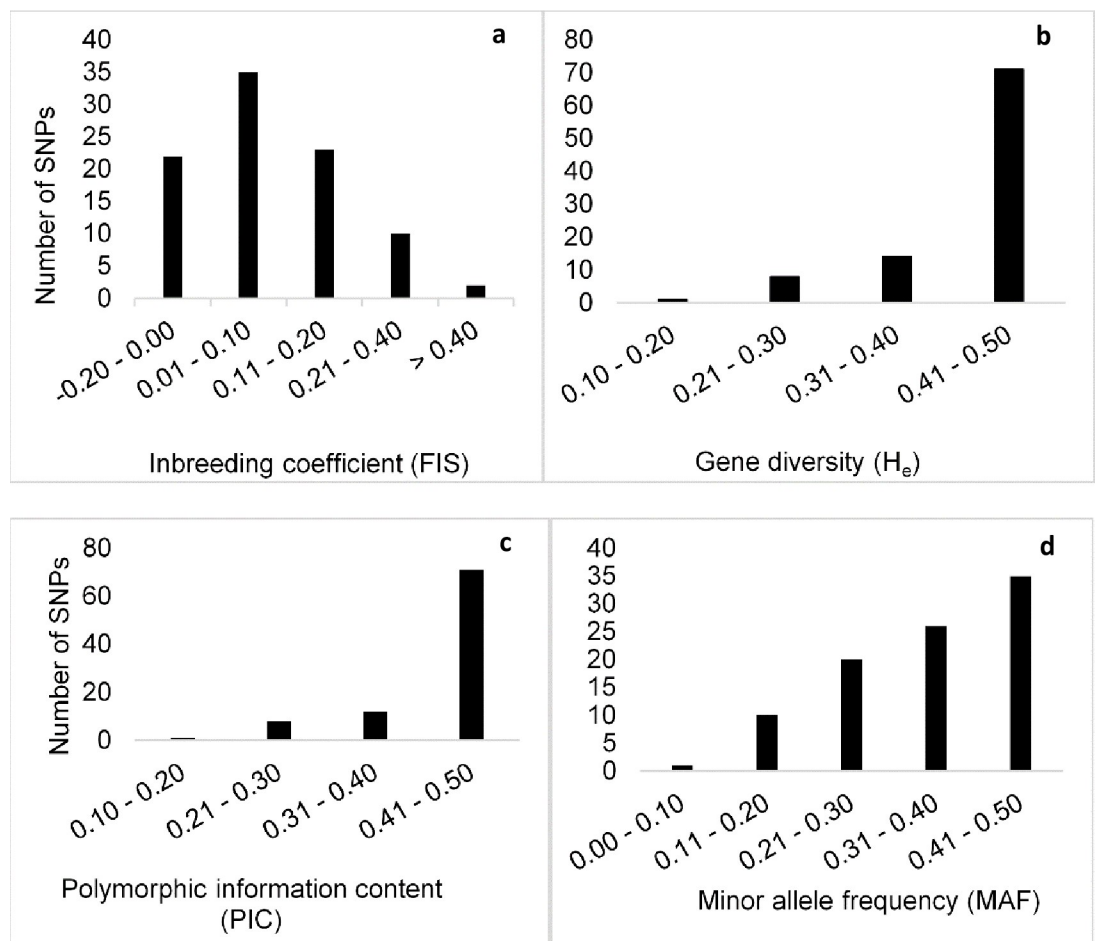 a
40
35
30
25
20
15
10
5
0
Number of SNPs
-0.20 - 0.00
0.01 - 0.10
0.11 - 0.20
0.21 - 0.40
> 0.40
Inbreeding coefficient (FIS)
b
80
70
60
50
40
30
20
10
0
0.10 - 0.20
0.21 - 0.30
0.31 - 0.40
0.41 - 0.50
Gene diversity (He)
c
80
60
40
20
0
Number of SNPs
0.10 - 0.20
0.21 - 0.30
0.31 - 0.40
0.41 - 0.50
Polymorphic information content
(PIC)
d
40
35
30
25
20
15
10
5
0
0.00 - 0.10
0.11 - 0.20
0.21 - 0.30
0.31 - 0.40
0.41 - 0.50
Minor allele frequency (MAF)